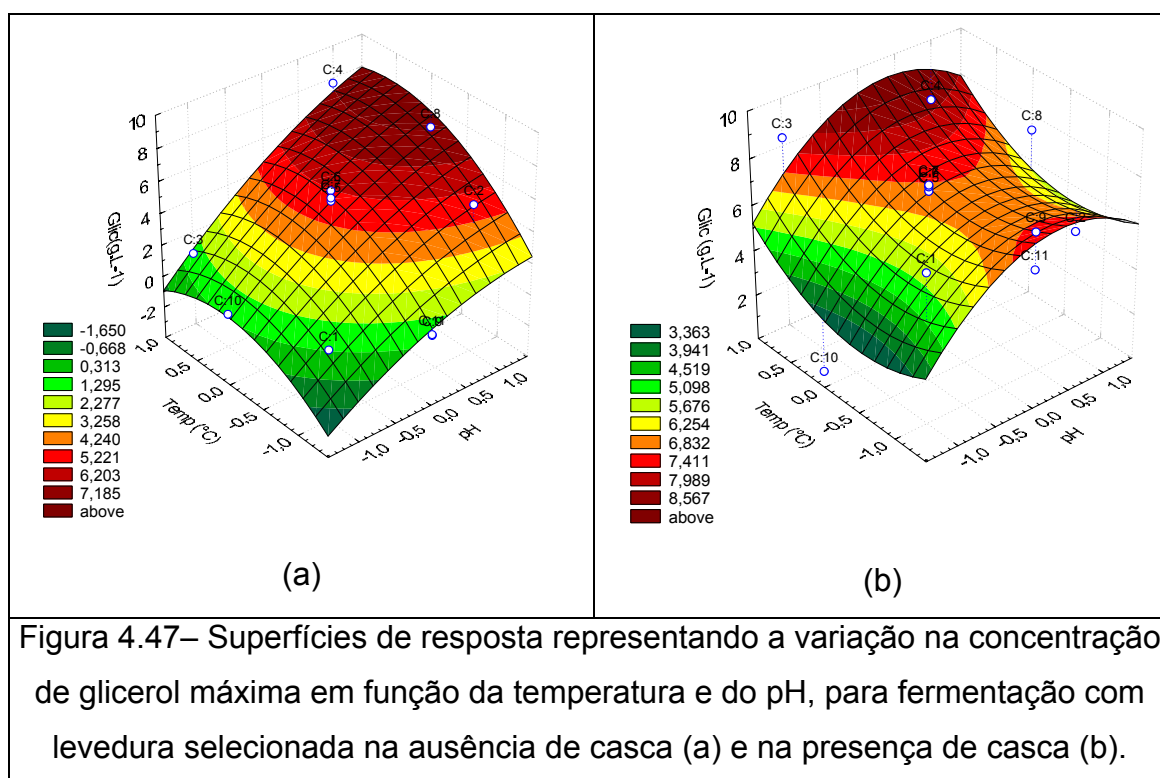 C:4
C:8
C:6
C:2
C:3
C:10
C:1
10
8
6
4
2
0
-2
Glic(g.L-1)
1,0
0,5
0,0
-0,5
-1,0
Temp (°C)
-1,0
-0,5
0,0
0,5
1,0
pH
-1,650
-0,668
0,313
1,295
2,277
3,258
4,240
5,221
6,203
7,185
above
(a)
C:3
C:4
C:8
C:9
C:2
C:11
C:1
C:10
10
8
6
4
2
Glic (g.L-1)
1,0
0,5
0,0
-0,5
-1,0
Temp (°C)
-1,0
-0,5
0,0
0,5
1,0
pH
3,363
3,941
4,519
5,098
5,676
6,254
6,832
7,411
7,989
8,567
above
(b)
Figura 4.47– Superfícies de resposta representando a variação na concentração
de glicerol máxima em função da temperatura e do pH, para fermentação com
levedura selecionada na ausência de casca (a) e na presença de casca (b).